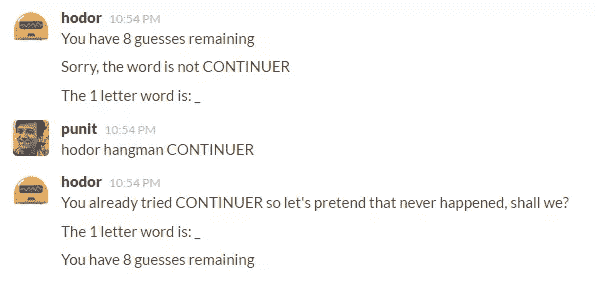 hodor 10:54 PM
You have 8 guesses remaining
Sorry, the word is not CONTINUER
The 1 letter word is: _
punit 10:54 PM
hodor hangman CONTINUER
hodor 10:54 PM
You already tried CONTINUER so let's pretend that never happened, shall we?
The 1 letter word is: _
You have 8 guesses remaining